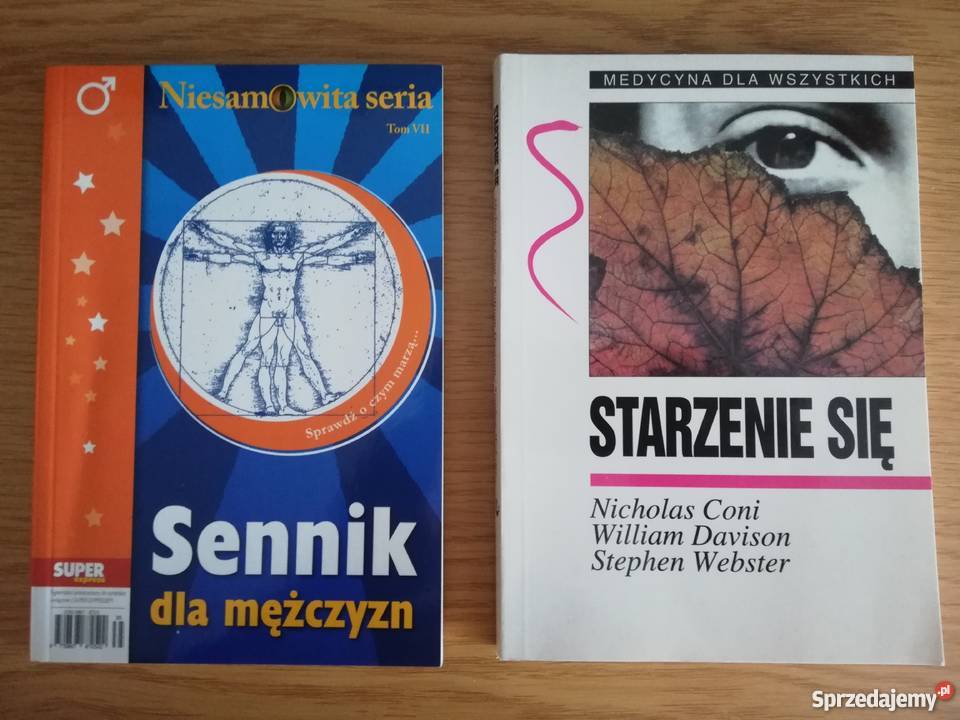 Niesamowita seria
Tom VII
Sprawdź o czym marzą...
Sennik
dla mężczyzn
SUPER
express
MEDYCYNA DLA WSZYSTKICH
STARZENIE SIĘ
Nicholas Coni
William Davison
Stephen Webster
Sprzedajemy.pl